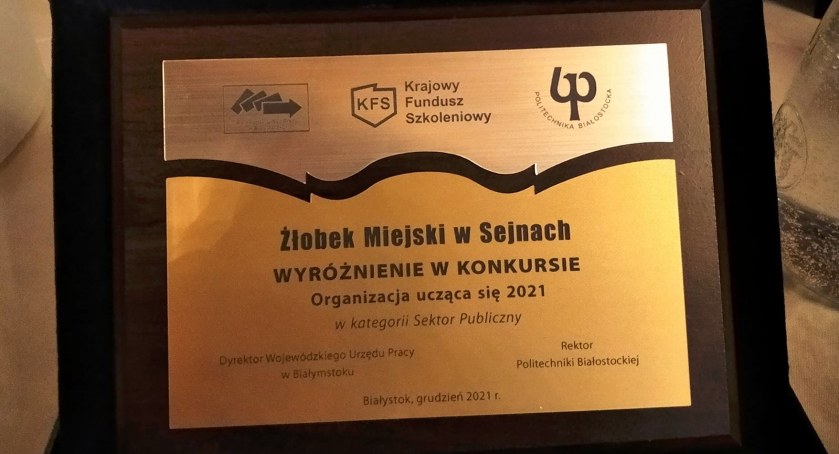 KFS
Krajowy
Fundusz
Szkoleniowy
POLITECHNIKA BIAŁOSTOCKA
Żłobek Miejski w Sejnach
WYRÓŻNIENIE W KONKURSIE
Organizacja ucząca się 2021
w kategorii Sektor Publiczny
Dyrektor Wojewódzkiego Urzędu Pracy
w Białymstoku
Rektor
Politechniki Białostockiej
Białystok, grudzień 2021 r.